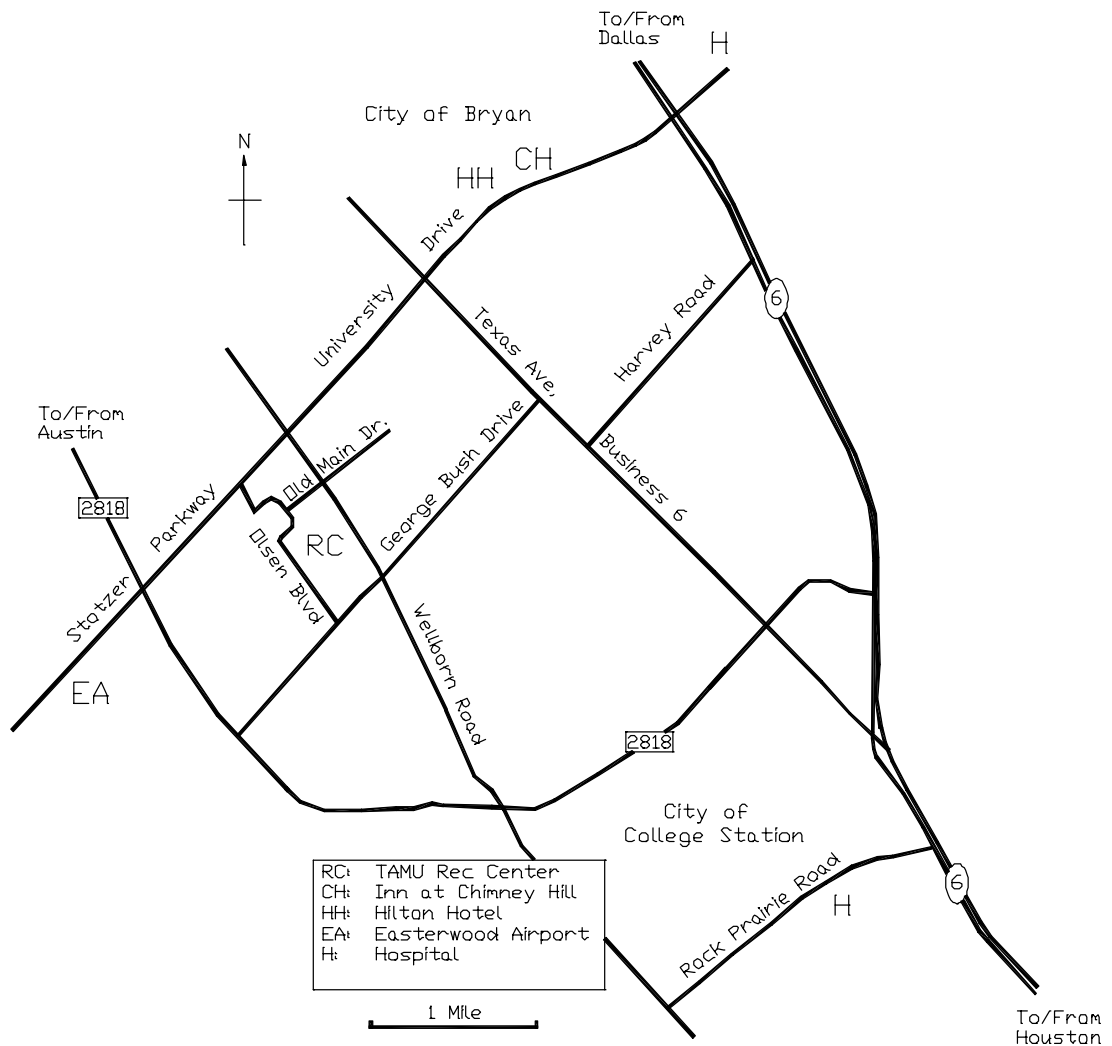 To/From
Dallas
H
City of Bryan
N
CH
HH
University Drive
Texas Ave,
Business 6
Harvey Road
6
To/From
Austin
2818
Old Main Dr.
George Bush Drive
Statzer Parkway
Olsen Blvd
RC
EA
Wellborn Road
2818
City of
College Station
RC: TAMU Rec Center
CH: Inn at Chimney Hill
HH: Hilton Hotel
EA: Easterwood Airport
H: Hospital
Rock Prairie Road
H
6
1 Mile
To/From
Houston